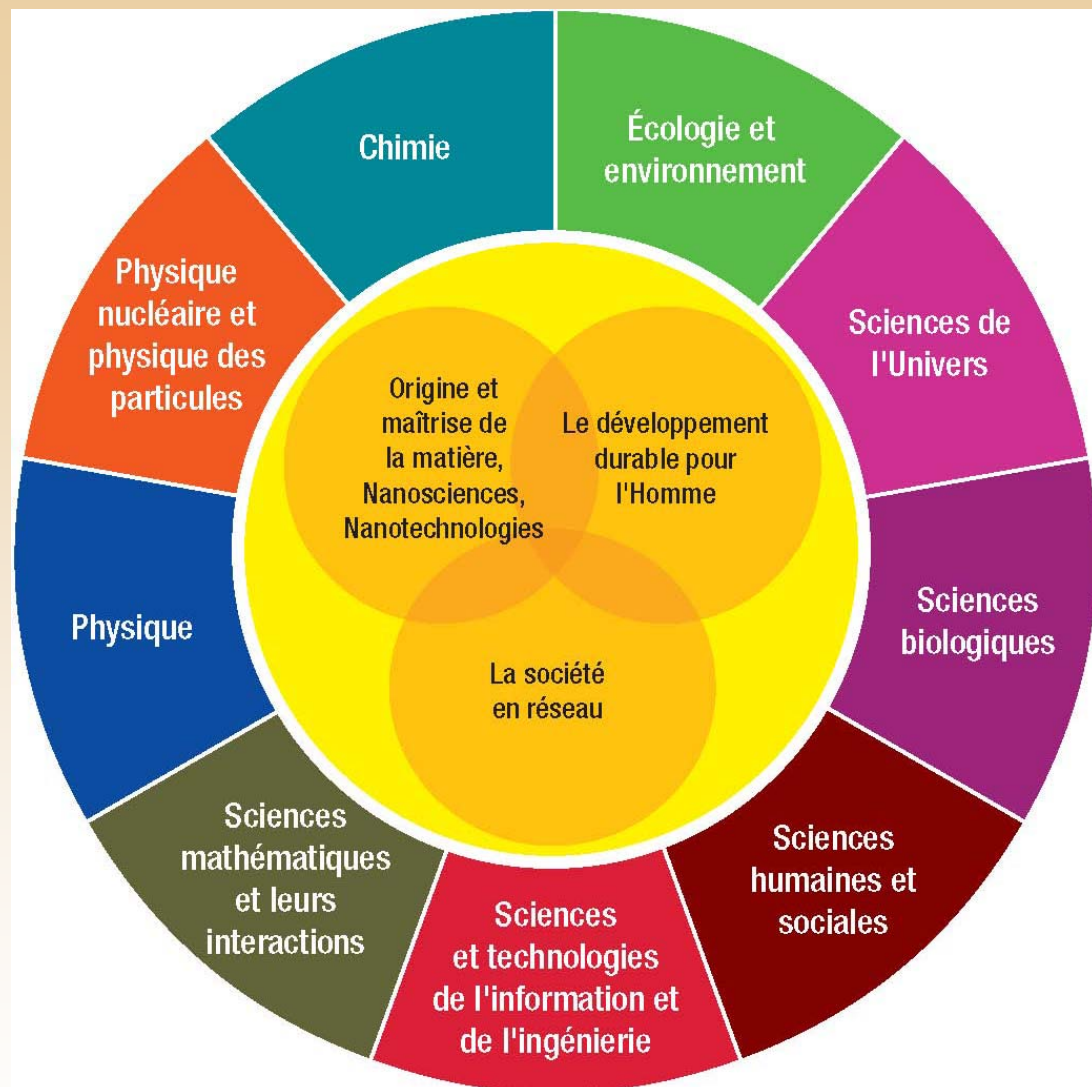 Chimie
Écologie et
environnement
Sciences de
l'Univers
Sciences
biologiques
Sciences
humaines et
sociales
Sciences
et technologies
de l'information et
de l'ingénierie
Sciences
mathématiques
et leurs
interactions
Physique
Physique
nucléaire et
physique des
particules
Origine et
maîtrise de
la matière,
Nanosciences,
Nanotechnologies
Le développement
durable pour
l'Homme
La société
en réseau